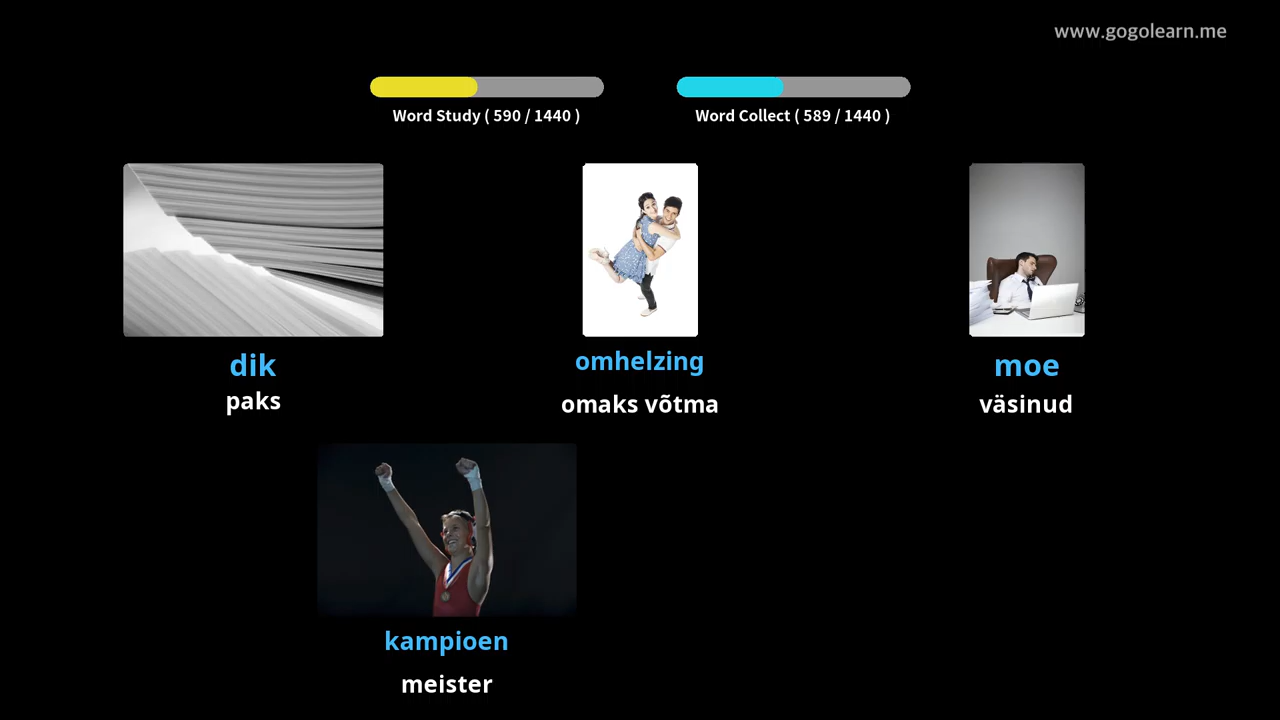 www.gogolearn.me
Word Study ( 590 / 1440 )
Word Collect ( 589 / 1440 )
dik
omhelzing
moe
paks
omaks võtma
väsinud
kampioen
meister